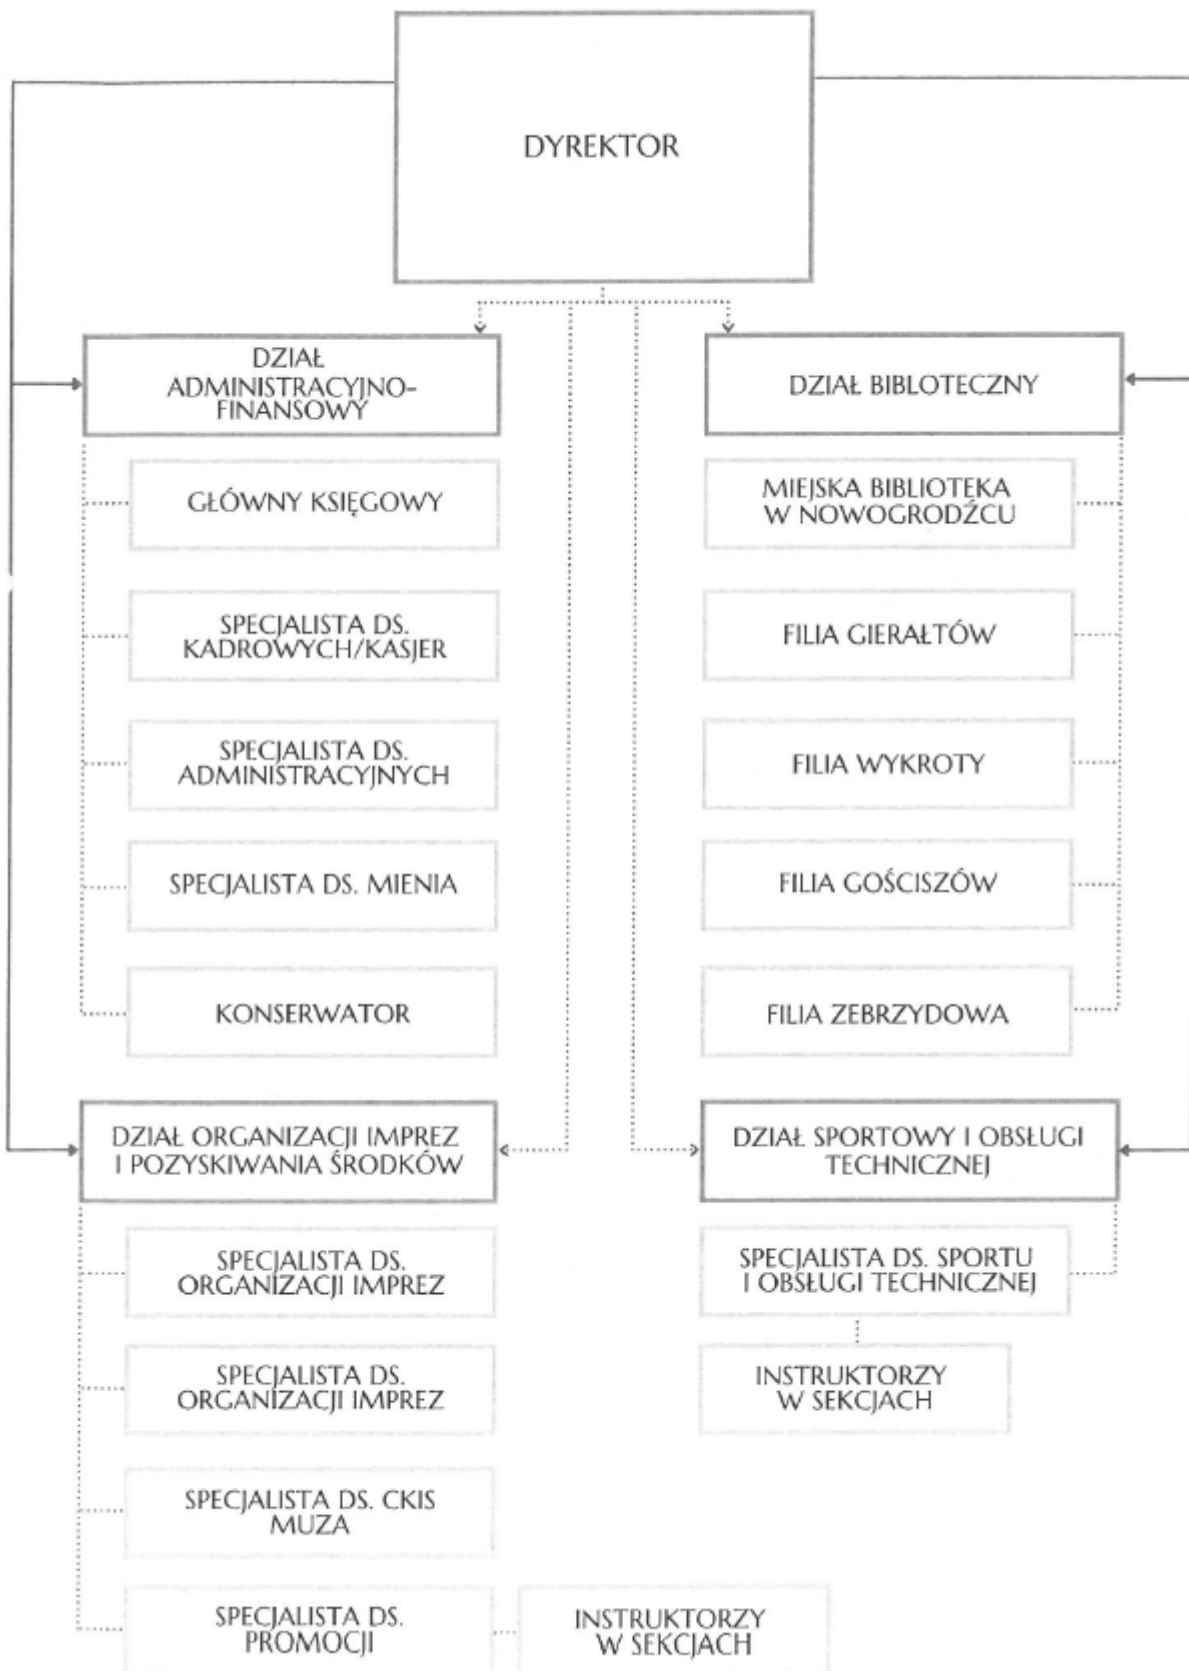 DYREKTOR
DZIAŁ
ADMINISTRACYJNO-
FINANSOWY
GŁÓWNY KSIĘGOWY
SPECJALISTA DS.
KADROWYCH/KASJER
SPECJALISTA DS.
ADMINISTRACYJNYCH
SPECJALISTA DS. MIENIA
KONSERWATOR
DZIAŁ BIBLOTECZNY
MIEJSKA BIBLIOTEKA
W NOWOGRODŹCU
FILIA GIERAŁTÓW
FILIA WYKROTY
FILIA GOŚCISZÓW
FILIA ZEBRZYDOWA
DZIAŁ ORGANIZACJI IMPREZ
I POZYSKIWANIA ŚRODKÓW
SPECJALISTA DS.
ORGANIZACJI IMPREZ
SPECJALISTA DS.
ORGANIZACJI IMPREZ
SPECJALISTA DS. CKIS
MUZA
SPECJALISTA DS.
PROMOCJI
INSTRUKTORZY
W SEKCJACH
DZIAŁ SPORTOWY I OBSŁUGI
TECHNICZNEJ
SPECJALISTA DS. SPORTU
I OBSŁUGI TECHNICZNEJ
INSTRUKTORZY
W SEKCJACH